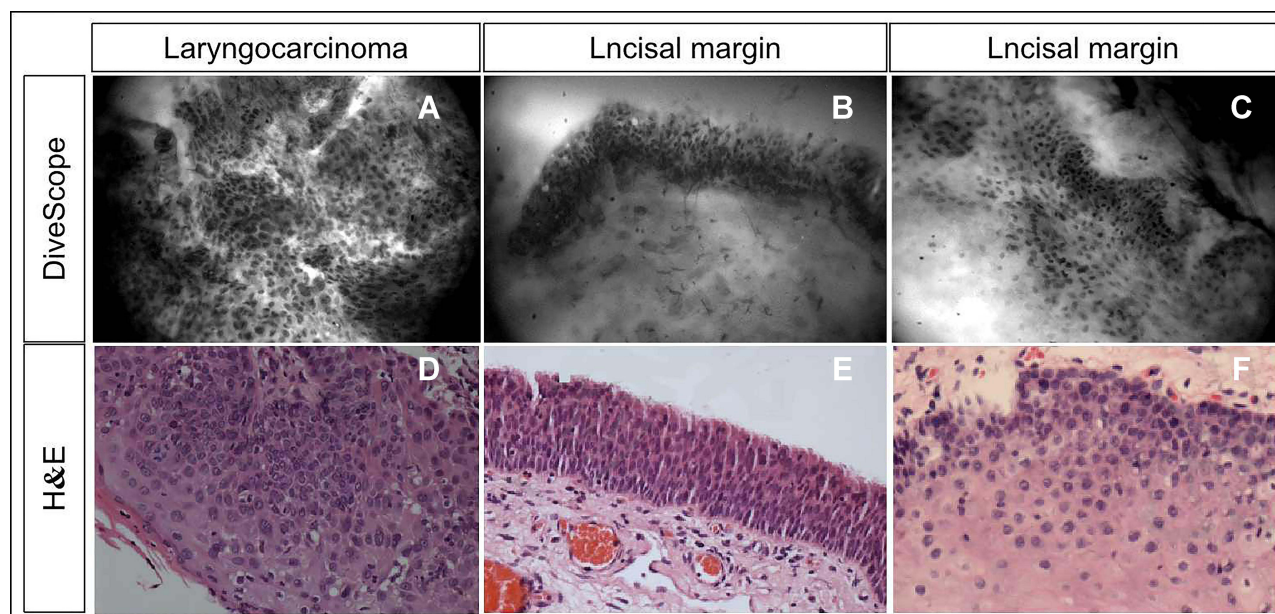 Laryngocarcinoma
Lncisal margin
Lncisal margin
DiveScope
A
B
C
H&E
D
E
F